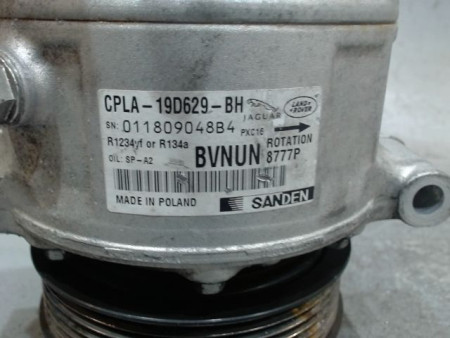 CPLA-19D629-BH
JAGUAR
LAND ROVER
SN: 011809048B4
PXC16
R1234yf or R134a
BVNUN
ROTATION
OIL: SP-A2
8777P
MADE IN POLAND
SANDEN